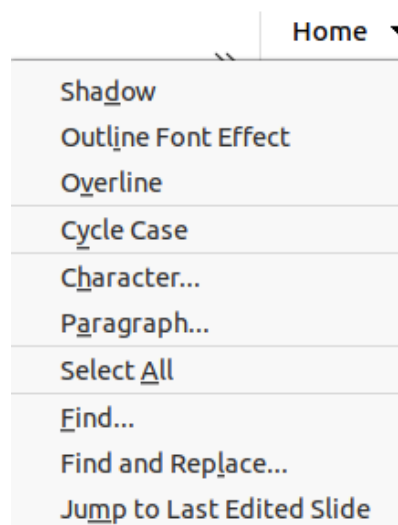 Home
Shadow
Outline Font Effect
Overline
Cycle Case
Character...
Paragraph...
Select All
Find...
Find and Replace...
Jump to Last Edited Slide